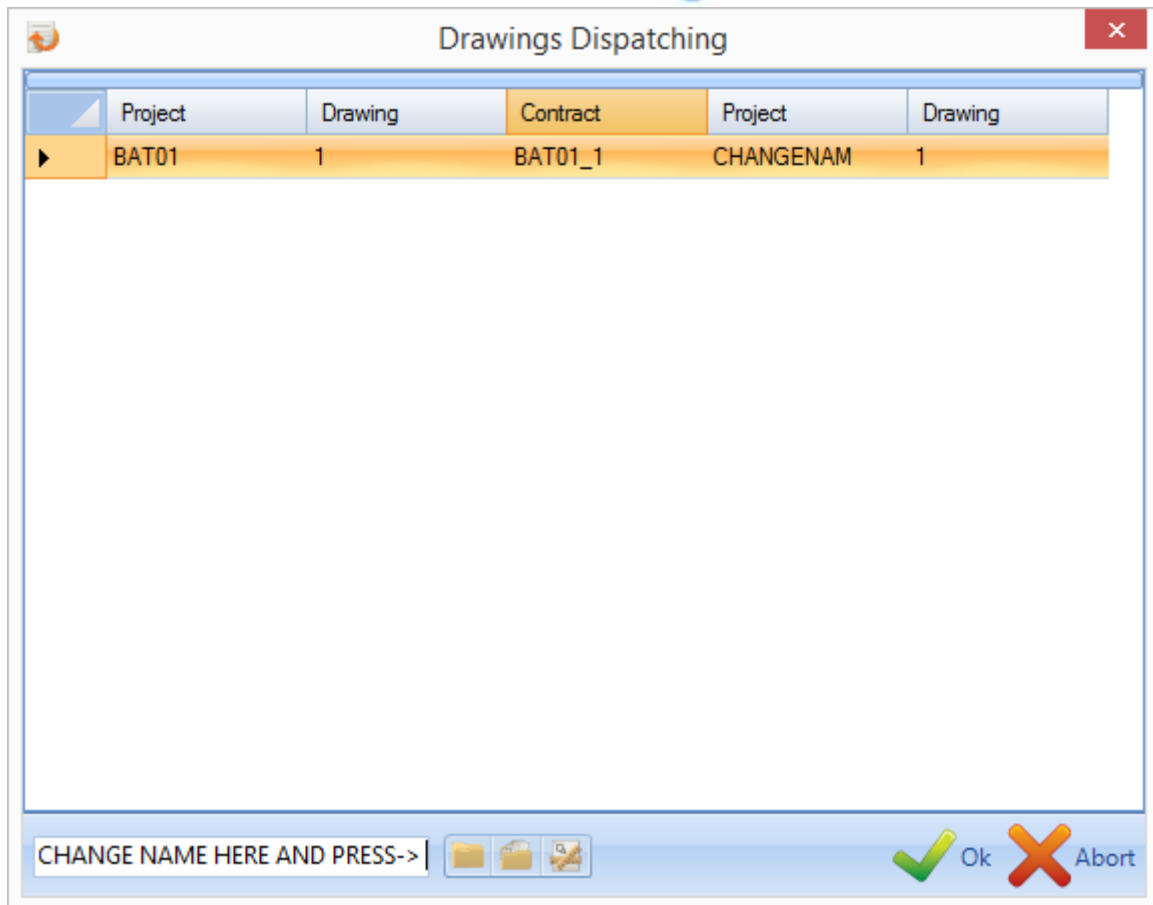 Drawings Dispatching
Project Drawing Contract Project Drawing
BAT01 1 BAT01_1 CHANGENAM 1
CHANGE NAME HERE AND PRESS-> Ok Abort